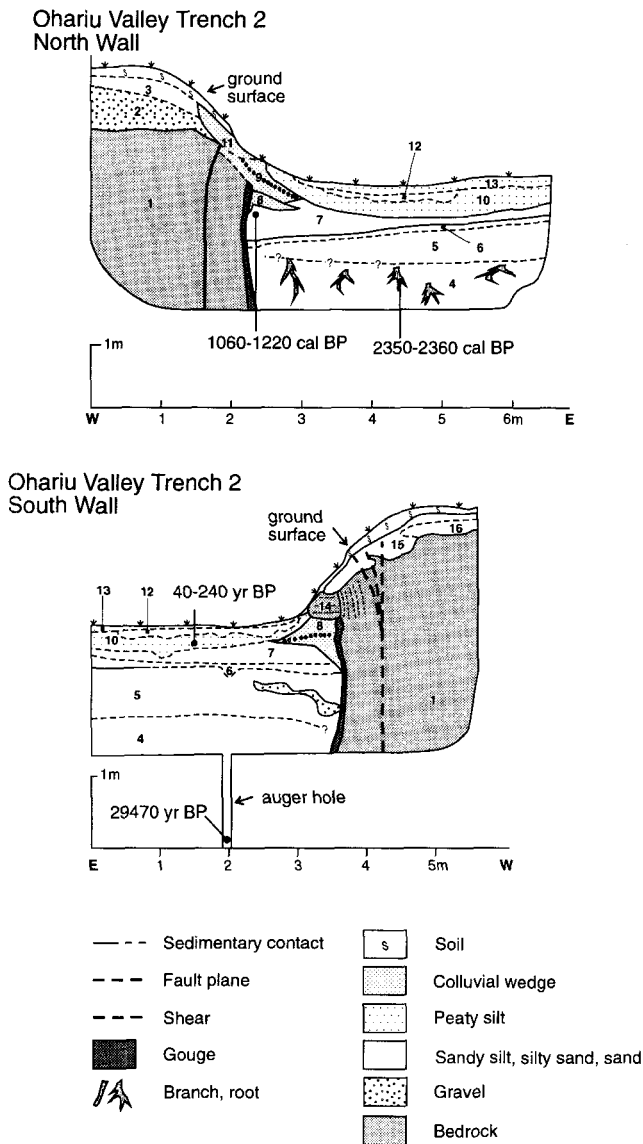 Ohariu Valley Trench 2
North Wall
ground
surface
3
2
11
12
9
13
10
8
7
1
5
6
?
?
?
4
1060-1220 cal BP
2350-2360 cal BP
1m
W 1 2 3 4 5 6m E
Ohariu Valley Trench 2
South Wall
ground
surface
16
15
13 12 40-240 yr BP
14
10
8
7
6
5
1
4
?
1m
auger hole
29470 yr BP
E 1 2 3 4 5m W
Sedimentary contact
Fault plane
Shear
Gouge
Branch, root
s Soil
Colluvial wedge
Peaty silt
Sandy silt, silty sand, sand
Gravel
Bedrock